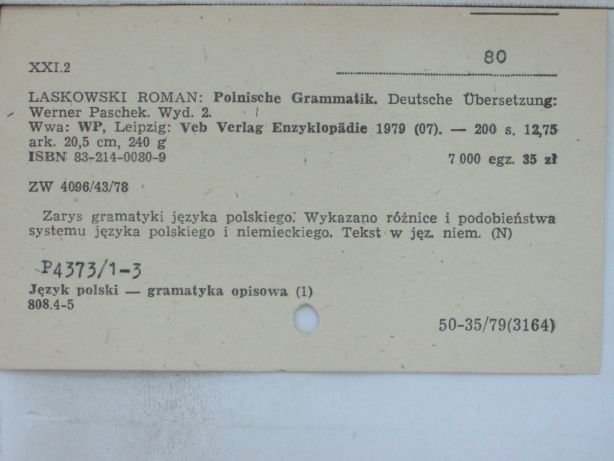 80
XXI.2
LASKOWSKI ROMAN: Polnische Grammatik. Deutsche Übersetzung:
Werner Paschek. Wyd. 2.
Wwa: WP, Leipzig: Veb Verlag Enzyklopädie 1979 (07). — 200 s. 12,75
ark. 20,5 cm, 240 g
ISBN 83-214-0030-9 7 000 egz. 35 zł
ZW 4096/43/78
Zarys gramatyki języka polskiego. Wykazano różnice i podobieństwa
systemu języka polskiego i niemieckiego. Tekst w jęz. niem. (N)
P4373/1-3
Język polski — gramatyka opisowa (1)
808.4-5
50-35/79(3164)